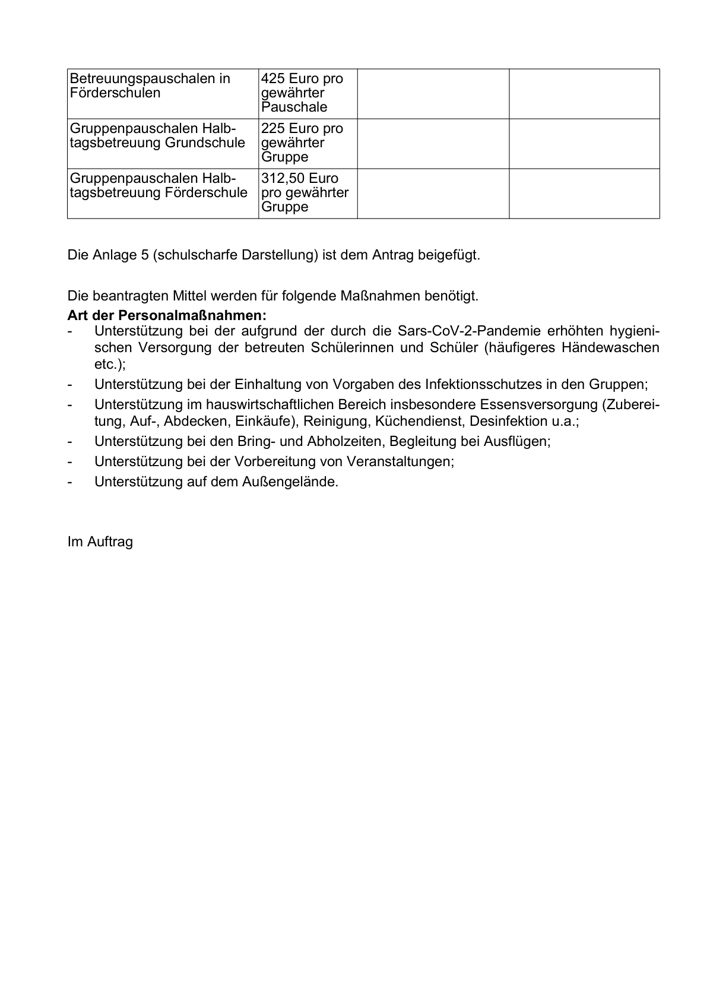 Betreuungspauschalen in
Förderschulen
425 Euro pro
gewährter
Pauschale
Gruppenpauschalen Halb-
tagsbetreuung Grundschule
225 Euro pro
gewährter
Gruppe
Gruppenpauschalen Halb-
tagsbetreuung Förderschule
312,50 Euro
pro gewährter
Gruppe
Die Anlage 5 (schulscharfe Darstellung) ist dem Antrag beigefügt.
Die beantragten Mittel werden für folgende Maßnahmen benötigt.
Art der Personalmaßnahmen:
- Unterstützung bei der aufgrund der durch die Sars-CoV-2-Pandemie erhöhten hygieni-
schen Versorgung der betreuten Schülerinnen und Schüler (häufigeres Händewaschen
etc.);
- Unterstützung bei der Einhaltung von Vorgaben des Infektionsschutzes in den Gruppen;
- Unterstützung im hauswirtschaftlichen Bereich insbesondere Essensversorgung (Zuberei-
tung, Auf-, Abdecken, Einkäufe), Reinigung, Küchendienst, Desinfektion u.a.;
- Unterstützung bei den Bring- und Abholzeiten, Begleitung bei Ausflügen;
- Unterstützung bei der Vorbereitung von Veranstaltungen;
- Unterstützung auf dem Außengelände.
Im Auftrag